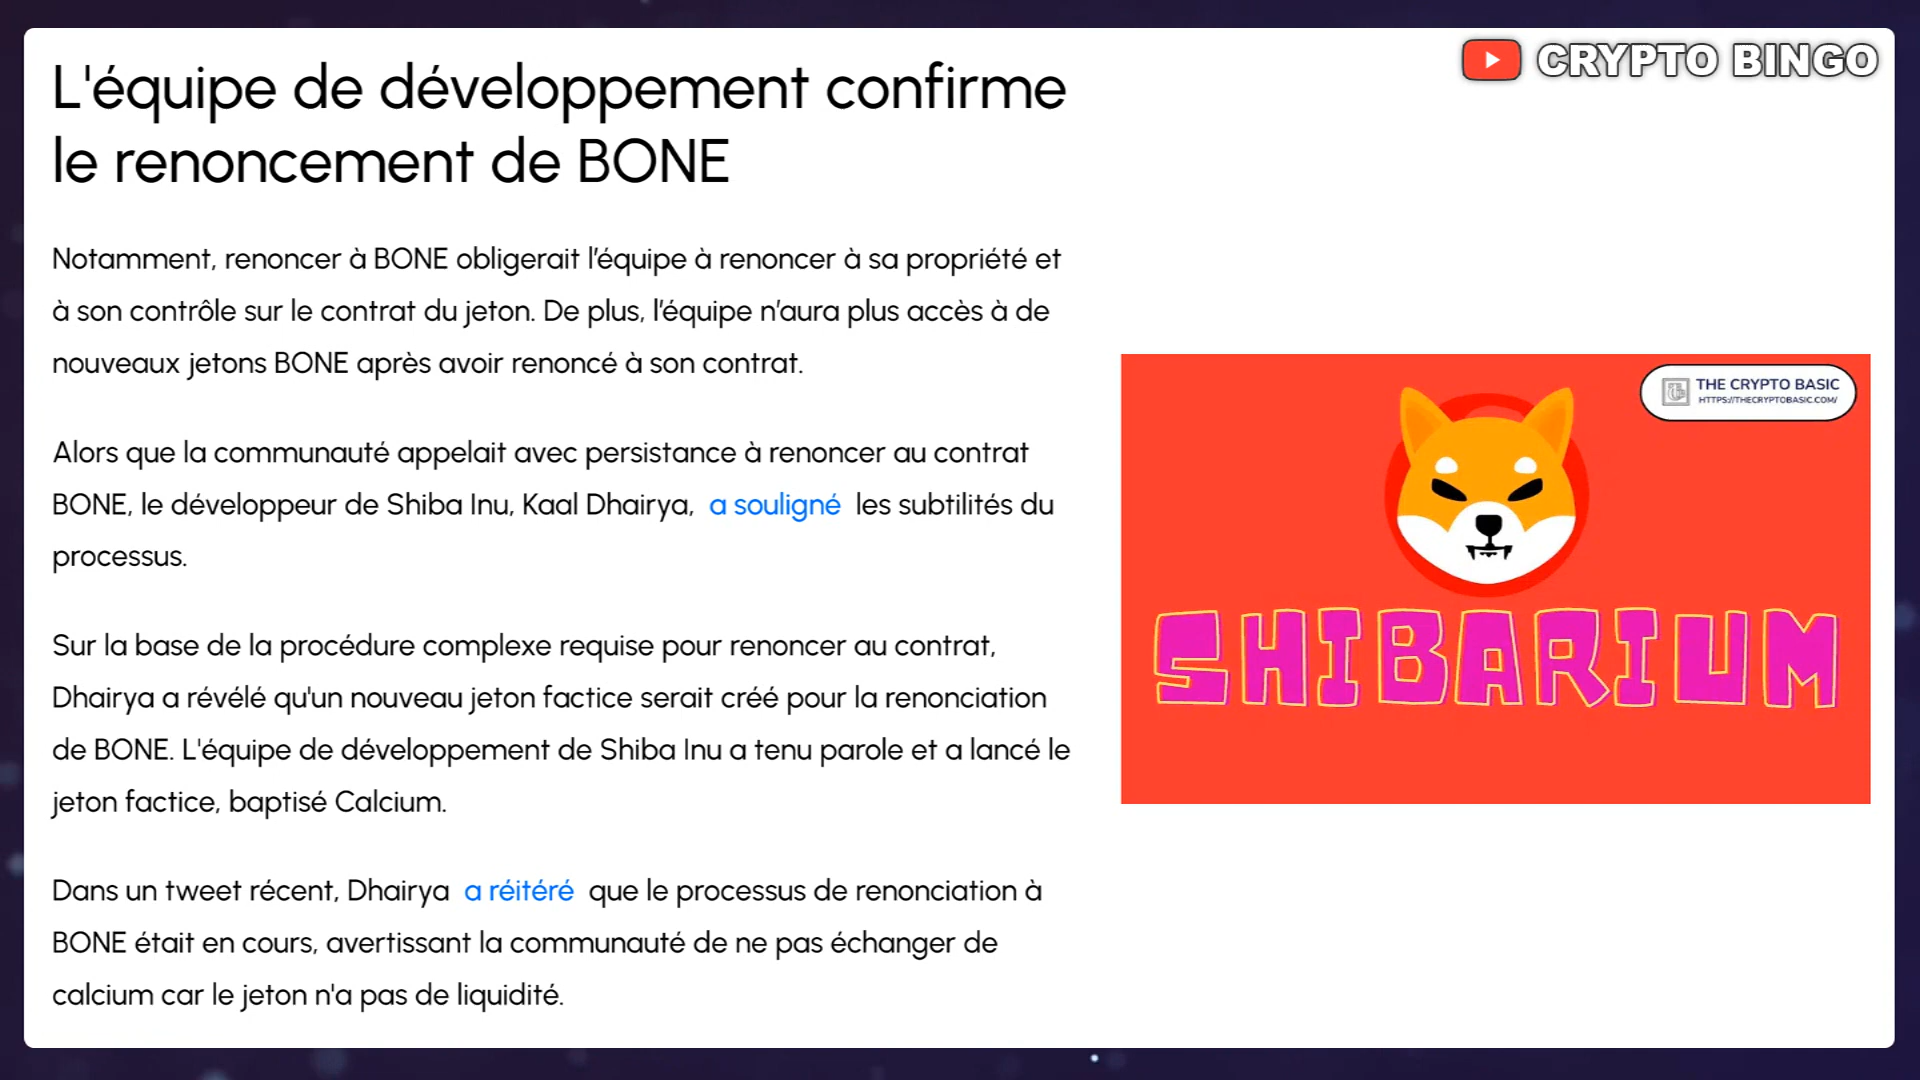 CRYPTO BINGO
L'équipe de développement confirme
le renoncement de BONE
Notamment, renoncer à BONE obligerait l'équipe à renoncer à sa propriété et
à son contrôle sur le contrat du jeton. De plus, l'équipe n'aura plus accès à de
nouveaux jetons BONE après avoir renoncé à son contrat.
Alors que la communauté appelait avec persistance à renoncer au contrat
BONE, le développeur de Shiba Inu, Kaal Dhairya, a souligné les subtilités du
processus.
Sur la base de la procédure complexe requise pour renoncer au contrat,
Dhairya a révélé qu'un nouveau jeton factice serait créé pour la renonciation
de BONE. L'équipe de développement de Shiba Inu a tenu parole et a lancé le
jeton factice, baptisé Calcium.
Dans un tweet récent, Dhairya a réitéré que le processus de renonciation à
BONE était en cours, avertissant la communauté de ne pas échanger de
calcium car le jeton n'a pas de liquidité.
THE CRYPTO BASIC
HTTPS://THECRYPTOBASIC.COM/
SHIBARIUM